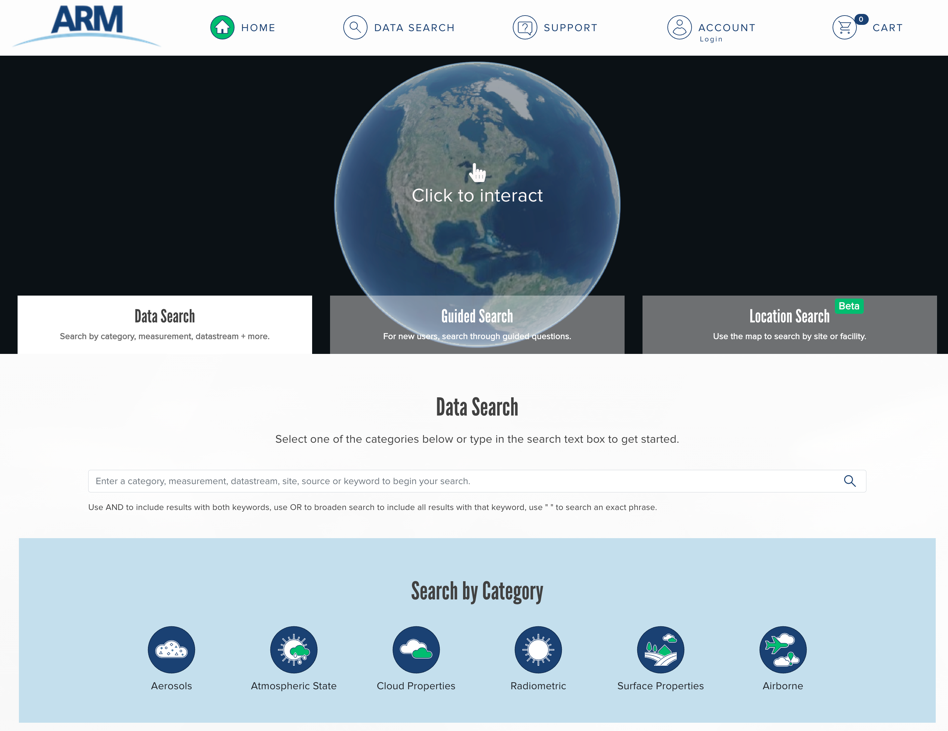 ARM
HOME
DATA SEARCH
SUPPORT
ACCOUNT
Login
0
CART
Click to interact
Data Search
Search by category, measurement, datastream + more.
Guided Search
For new users, search through guided questions.
Location Search
Beta
Use the map to search by site or facility.
Data Search
Select one of the categories below or type in the search text box to get started.
Enter a category, measurement, datastream, site, source or keyword to begin your search.
Use AND to include results with both keywords, use OR to broaden search to include all results with that keyword, use " " to search an exact phrase.
Search by Category
Aerosols
Atmospheric State
Cloud Properties
Radiometric
Surface Properties
Airborne